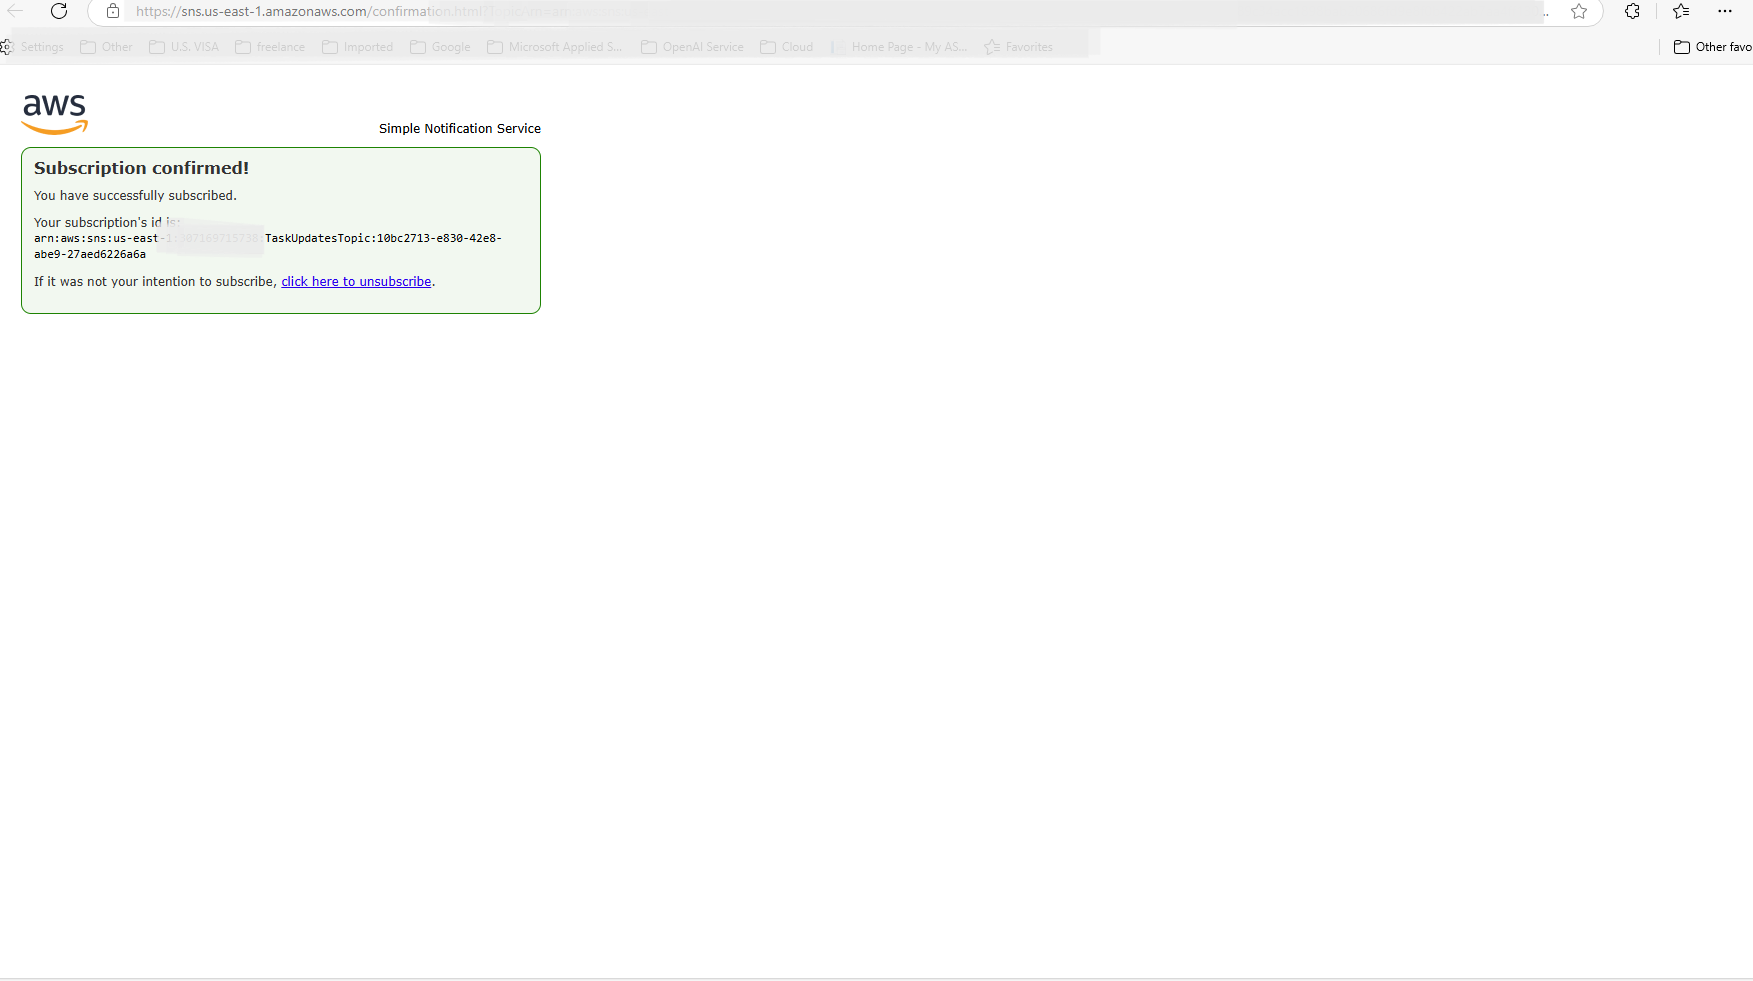 https://sns.us-east-1.amazonaws.com/confirmation.html
Settings Other U.S. VISA freelance Imported Google Microsoft Applied S... OpenAI Service Cloud Home Page - My AS... Favorites Other favo
aws
Simple Notification Service
Subscription confirmed!
You have successfully subscribed.
Your subscription's id is:
arn:aws:sns:us-east-1: :TaskUpdatesTopic:10bc2713-e830-42e8-
abe9-27aed6226a6a
If it was not your intention to subscribe, click here to unsubscribe.